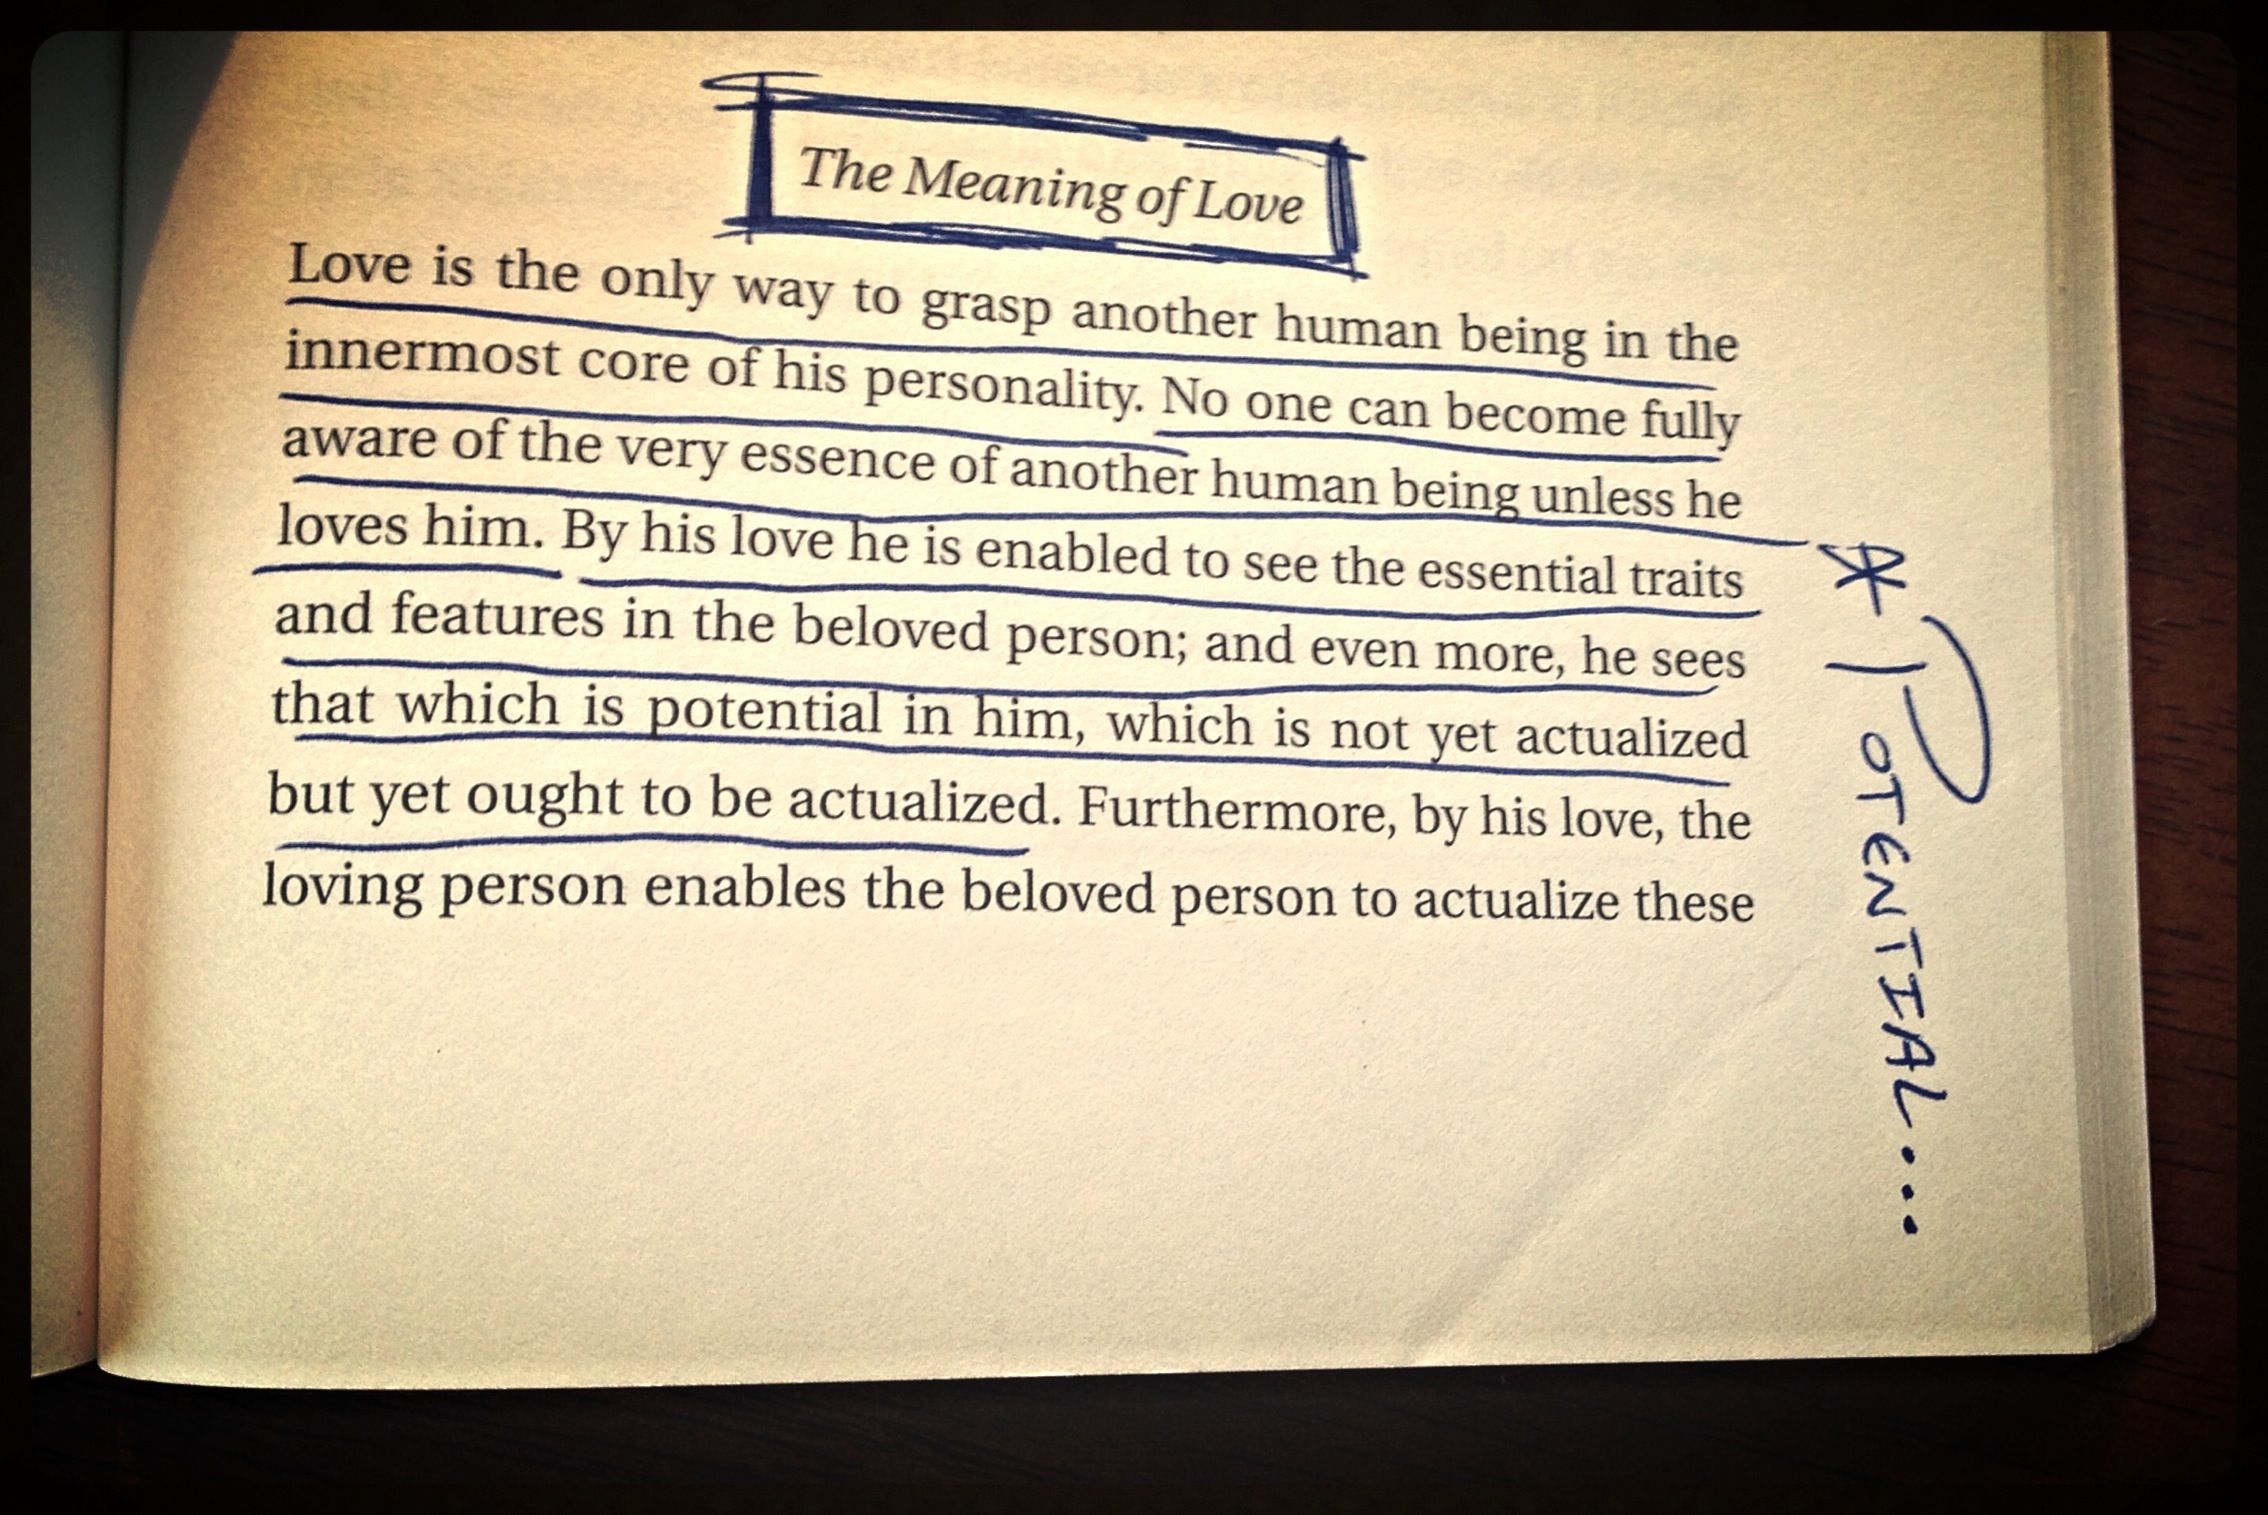 The Meaning of Love
Love is the only way to grasp another human being in the
innermost core of his personality. No one can become fully
aware of the very essence of another human being unless he
loves him. By his love he is enabled to see the essential traits
and features in the beloved person; and even more, he sees
that which is potential in him, which is not yet actualized
but yet ought to be actualized. Furthermore, by his love, the
loving person enables the beloved person to actualize these
* POTENTIAL...